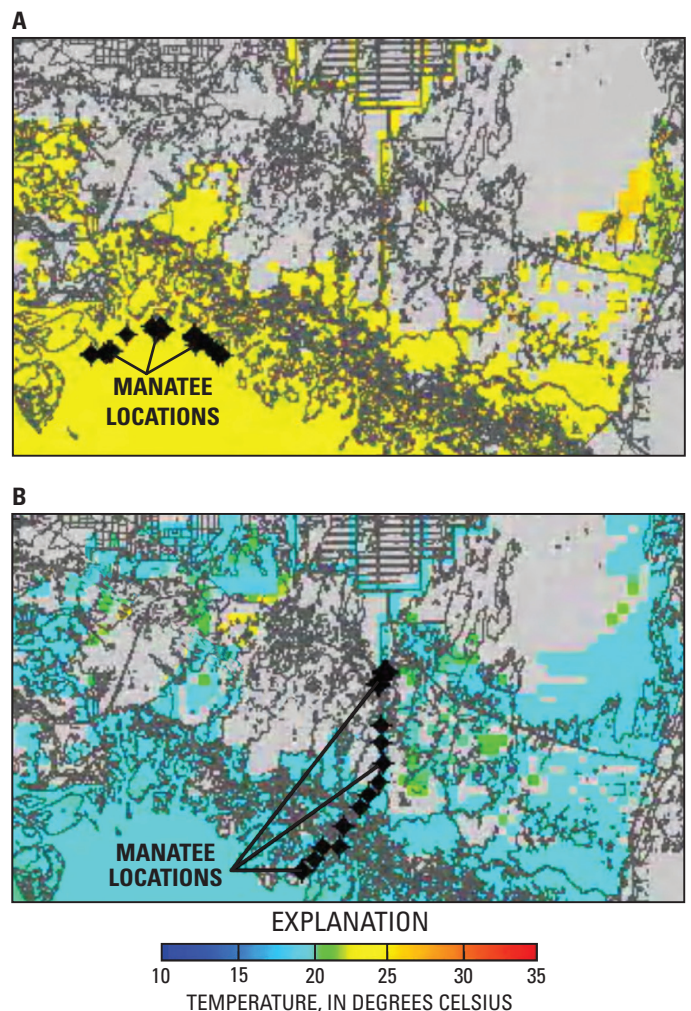 A
MANATEE
LOCATIONS
B
MANATEE
LOCATIONS
EXPLANATION
10 15 20 25 30 35
TEMPERATURE, IN DEGREES CELSIUS